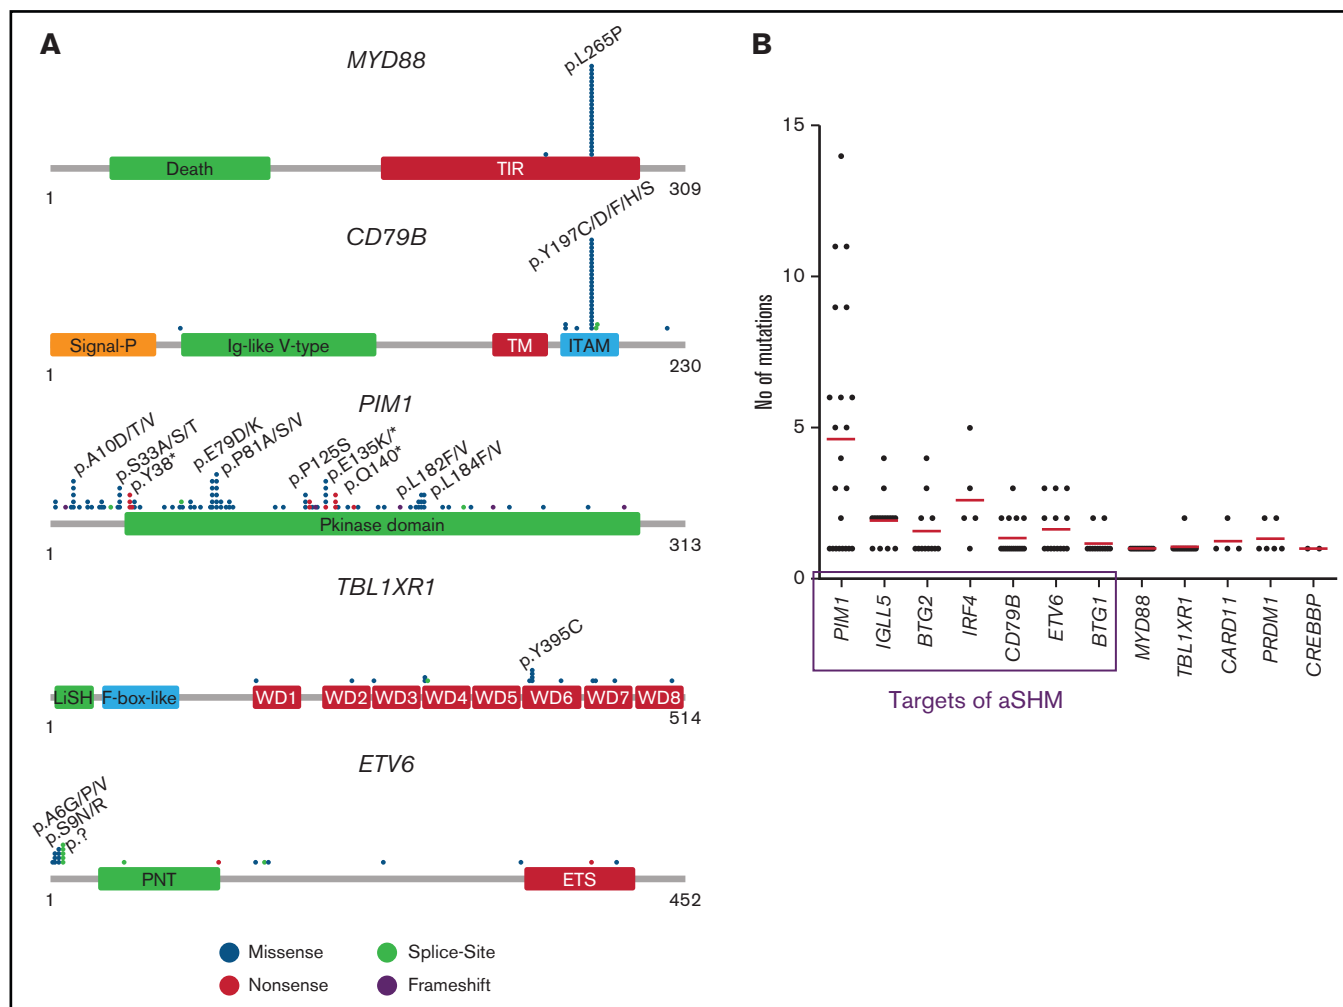 A
MYD88
p.L265P
Death
TIR
1
309
CD79B
p.Y197C/D/F/H/S
Signal-P
Ig-like V-type
TM
ITAM
1
230
PIM1
p.A10D/T/V
p.S33A/S/T
p.Y38*
p.E79D/K
p.P81A/S/V
p.P125S
p.E135K/*
p.Q140*
p.L182F/V
p.L184F/V
Pkinase domain
1
313
TBL1XR1
p.Y395C
LiSH
F-box-like
WD1
WD2
WD3
WD4
WD5
WD6
WD7
WD8
1
514
ETV6
p.A6G/P/V
p.S9N/R
p.?
PNT
ETS
1
452
Missense
Splice-Site
Nonsense
Frameshift
B
No of mutations
15
10
5
0
PIM1
IGLL5
BTG2
IRF4
CD79B
ETV6
BTG1
MYD88
TBL1XR1
CARD11
PRDM1
CREBBP
Targets of aSHM